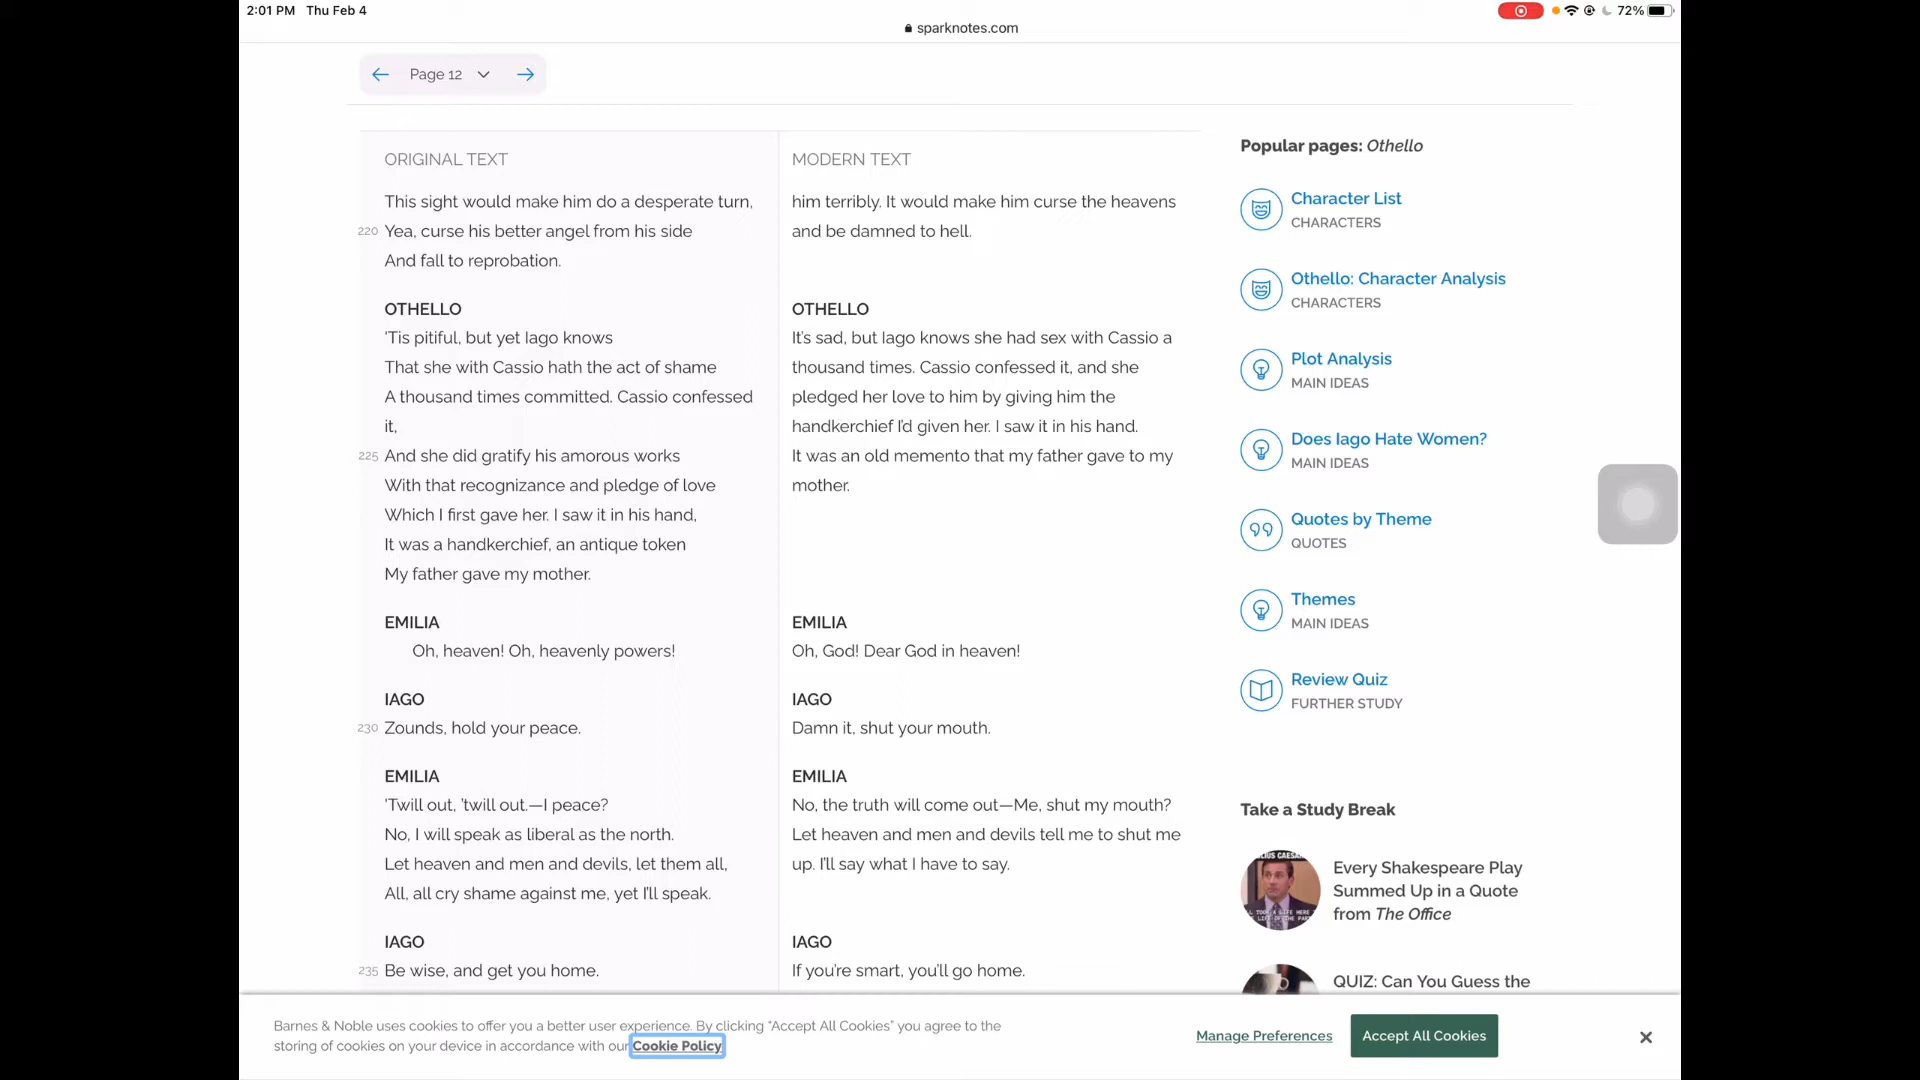 2:01 PM Thu Feb 4
72%
sparknotes.com
Page 12
ORIGINAL TEXT
This sight would make him do a desperate turn,
220 Yea, curse his better angel from his side
And fall to reprobation.
OTHELLO
'Tis pitiful, but yet Iago knows
That she with Cassio hath the act of shame
A thousand times committed. Cassio confessed
it,
225 And she did gratify his amorous works
With that recognizance and pledge of love
Which I first gave her. I saw it in his hand,
It was a handkerchief, an antique token
My father gave my mother.
EMILIA
Oh, heaven! Oh, heavenly powers!
IAGO
230 Zounds, hold your peace.
EMILIA
'Twill out, 'twill out.—I peace?
No, I will speak as liberal as the north.
Let heaven and men and devils, let them all,
All, all cry shame against me, yet I'll speak.
IAGO
235 Be wise, and get you home.
MODERN TEXT
him terribly. It would make him curse the heavens
and be damned to hell.
OTHELLO
It's sad, but Iago knows she had sex with Cassio a
thousand times. Cassio confessed it, and she
pledged her love to him by giving him the
handkerchief I'd given her. I saw it in his hand.
It was an old memento that my father gave to my
mother.
EMILIA
Oh, God! Dear God in heaven!
IAGO
Damn it, shut your mouth.
EMILIA
No, the truth will come out—Me, shut my mouth?
Let heaven and men and devils tell me to shut me
up. I'll say what I have to say.
IAGO
If you're smart, you'll go home.
Popular pages: Othello
Character List
CHARACTERS
Othello: Character Analysis
CHARACTERS
Plot Analysis
MAIN IDEAS
Does Iago Hate Women?
MAIN IDEAS
Quotes by Theme
QUOTES
Themes
MAIN IDEAS
Review Quiz
FURTHER STUDY
Take a Study Break
Every Shakespeare Play
Summed Up in a Quote
from The Office
QUIZ: Can You Guess the
Barnes & Noble uses cookies to offer you a better user experience. By clicking "Accept All Cookies" you agree to the
storing of cookies on your device in accordance with our Cookie Policy
Manage Preferences
Accept All Cookies